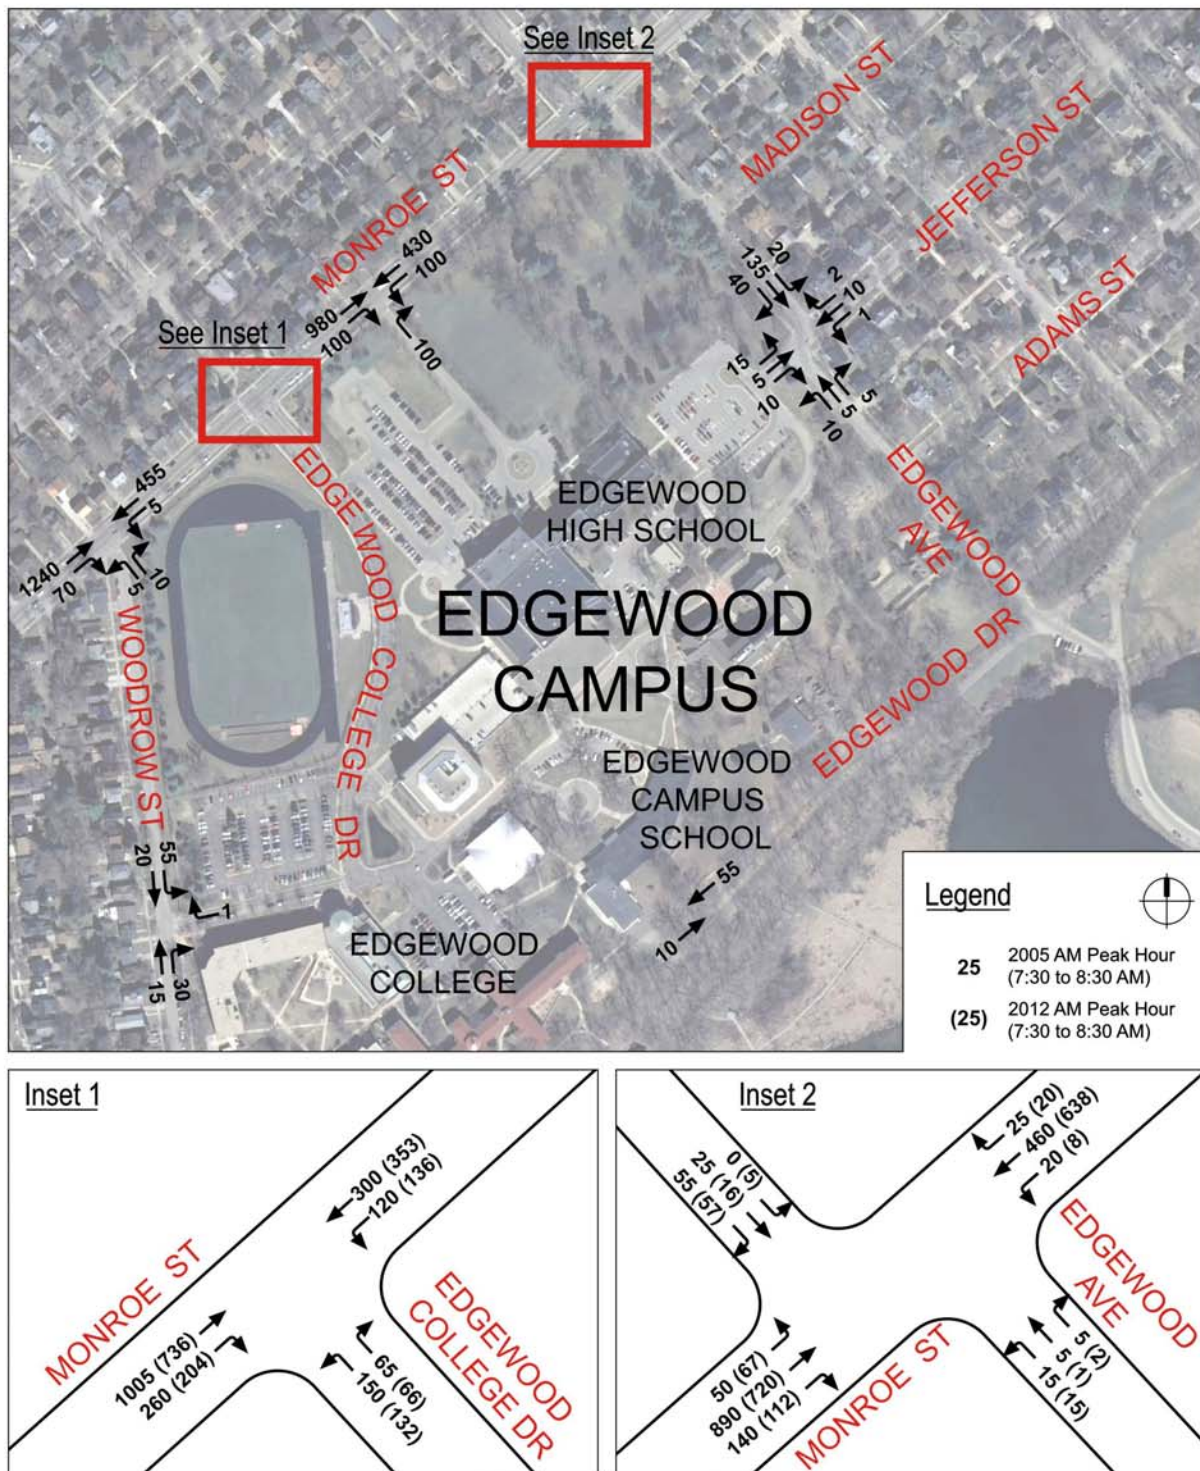 See Inset 2
MADISON ST
JEFFERSON ST
MONROE ST
430
100
980
100
100
20
135
40
2
10
1
ADAMS ST
See Inset 1
15
5
10
5
5
10
455
5
1240
70
5
10
EDGEWOOD
HIGH SCHOOL
EDGEWOOD
AVE
EDGEWOOD COLLEGE DR
EDGEWOOD
CAMPUS
WOODROW ST
EDGEWOOD DR
EDGEWOOD
CAMPUS
SCHOOL
55
20
1
15
30
55
10
EDGEWOOD
COLLEGE
Legend
25 2005 AM Peak Hour
(7:30 to 8:30 AM)
(25) 2012 AM Peak Hour
(7:30 to 8:30 AM)
Inset 1
300 (353)
120 (136)
MONROE ST
1005 (736)
260 (204)
65 (66)
150 (132)
EDGEWOOD
COLLEGE DR
Inset 2
0 (5)
25 (16)
55 (57)
25 (20)
460 (638)
20 (8)
EDGEWOOD
AVE
50 (67)
890 (720)
140 (112)
MONROE ST
5 (2)
5 (1)
15 (15)